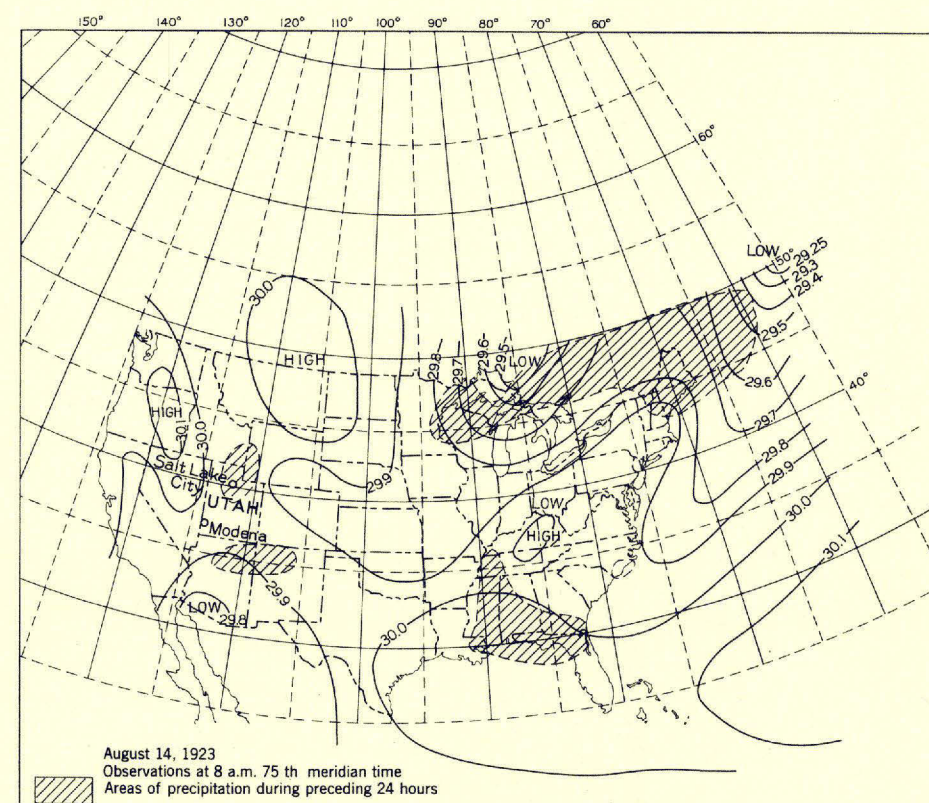 150° 140° 130° 120° 110° 100° 90° 80° 70° 60°
60°
LOW
50°
29.25
29.3
29.4
30.0
29.5
HIGH
29.8
29.7
29.6
29.5
LOW
29.6
40°
HIGH
30.1
30.0
29.7
29.8
29.9
Salt Lake
City
29.9
UTAH
LOW
30.0
Modena
HIGH
30.1
29.9
LOW
29.8
30.0
August 14, 1923
Observations at 8 a.m. 75 th meridian time
Areas of precipitation during preceding 24 hours